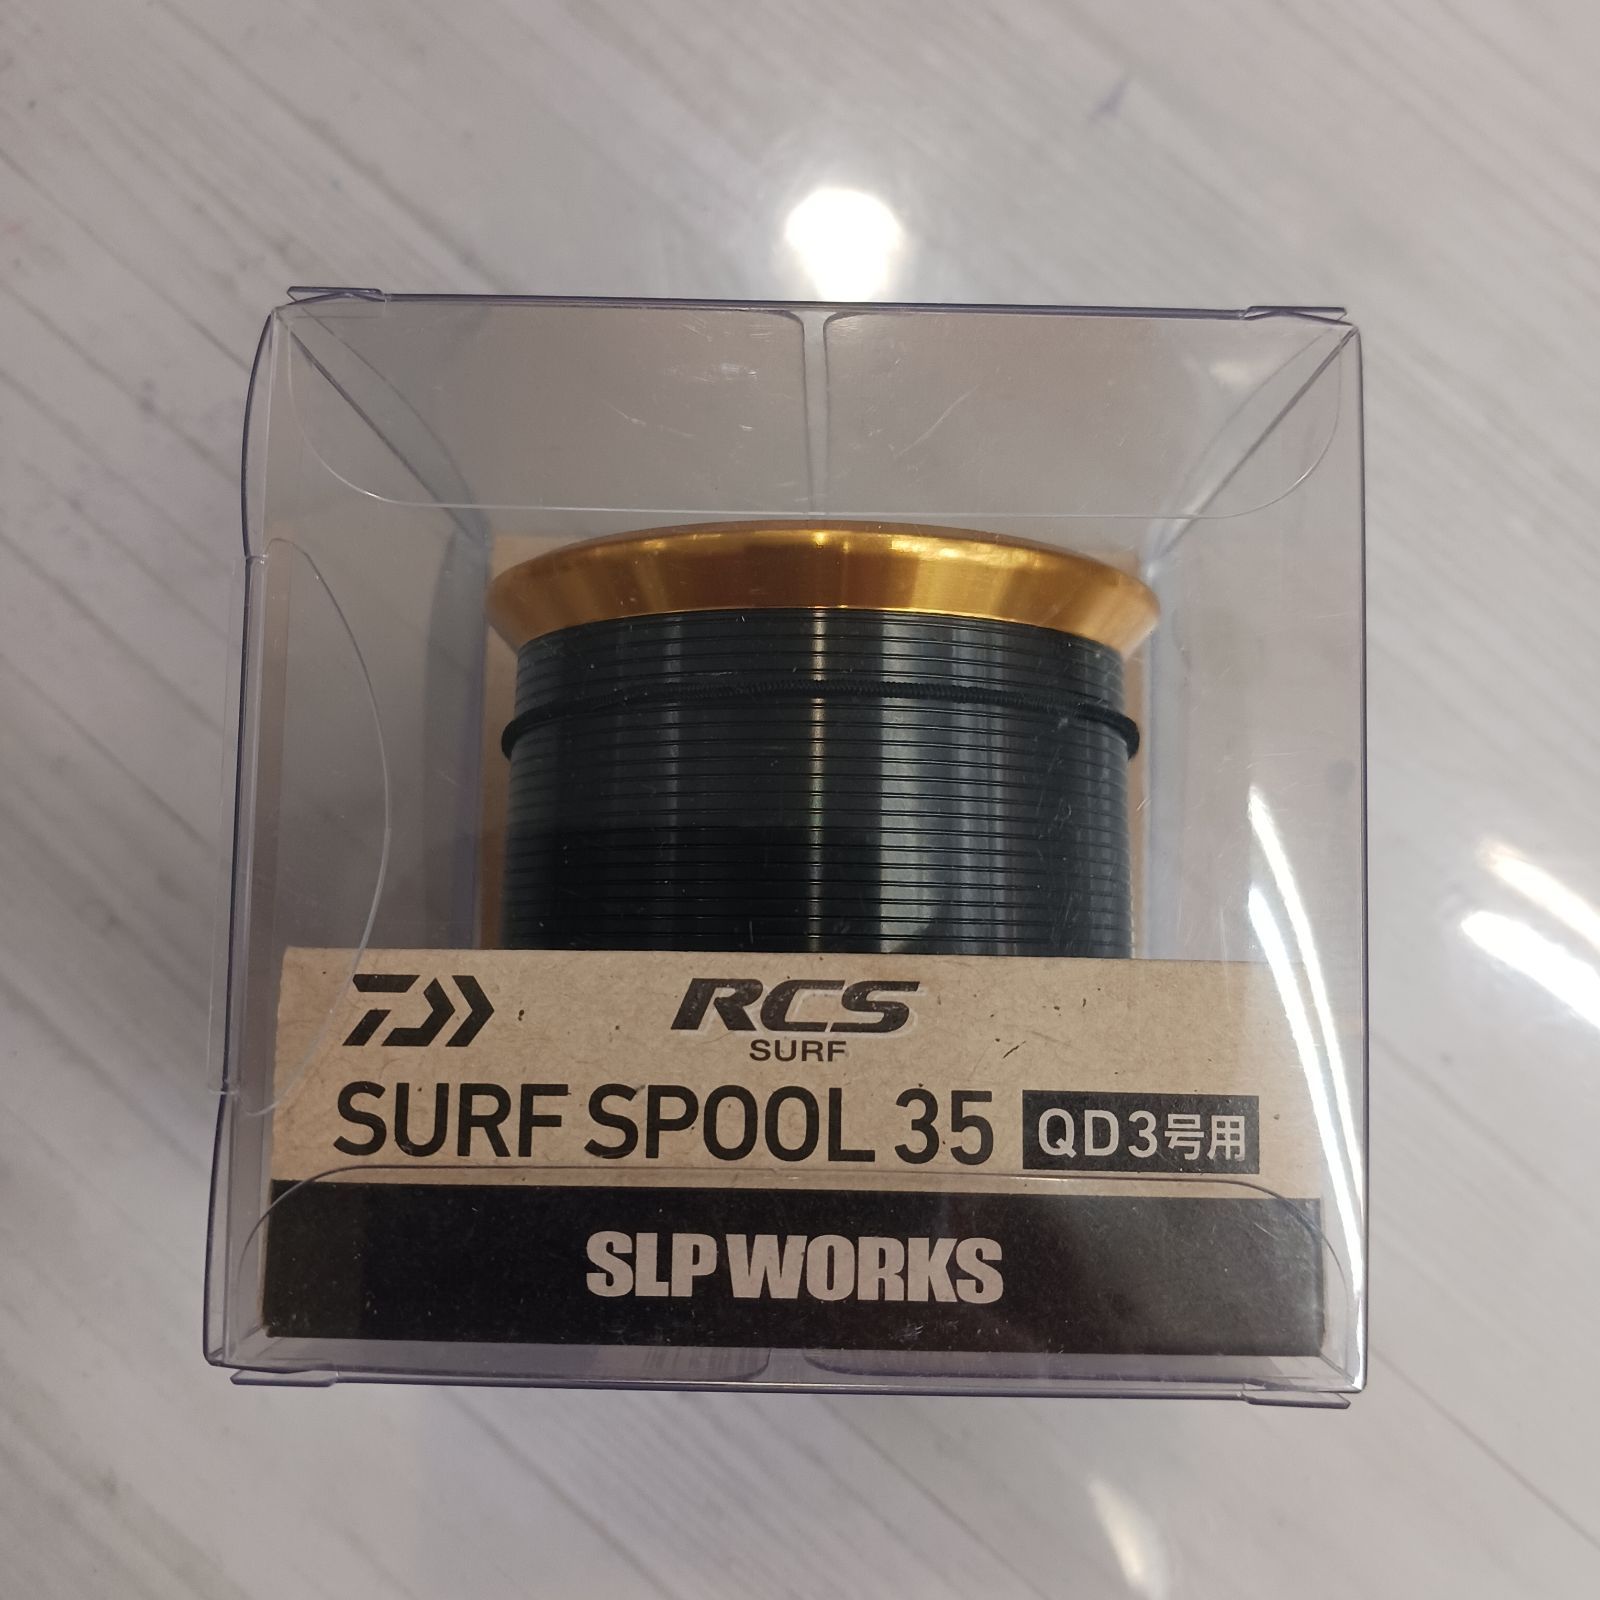 RCS
SURF
SURF SPOOL 35 QD3号用
SLP WORKS